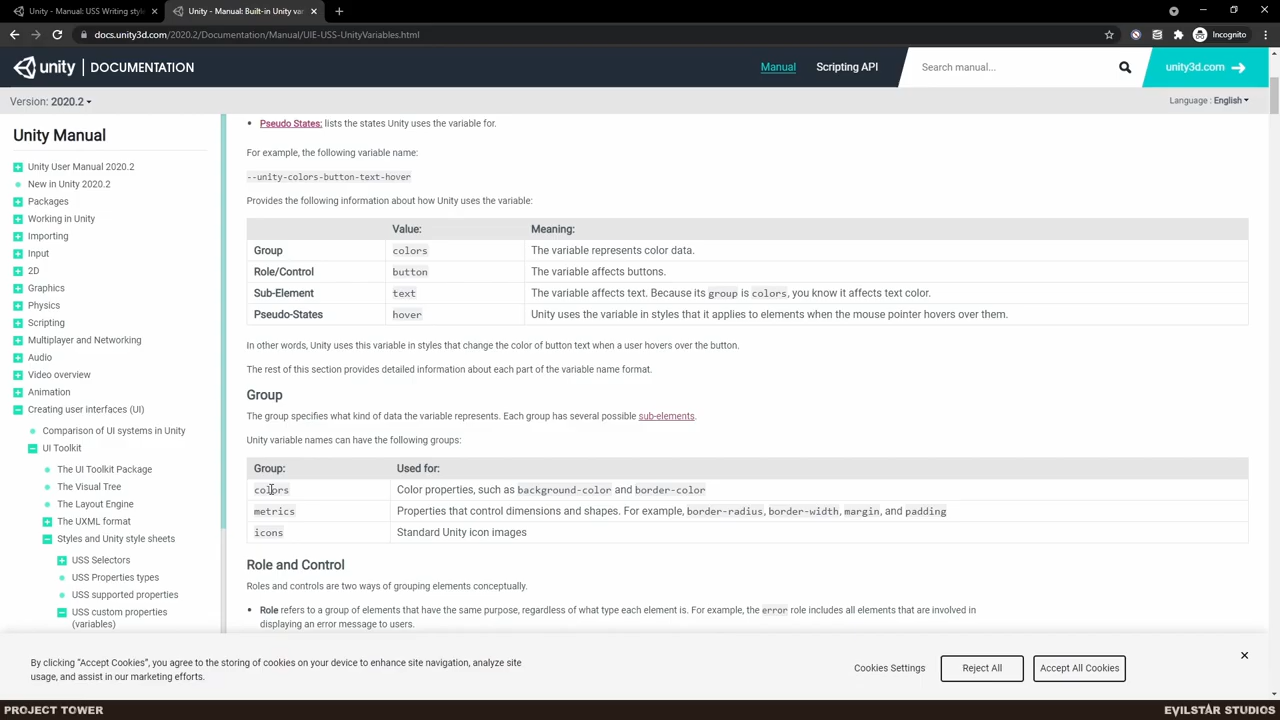 Unity - Manual: USS Writing style
Unity - Manual: Built-in Unity var
Incognito
docs.unity3d.com/2020.2/Documentation/Manual/UIE-USS-UnityVariables.html
unity | DOCUMENTATION
Manual
Scripting API
Search manual...
unity3d.com
Version: 2020.2
Language : English
Unity Manual
Unity User Manual 2020.2
New in Unity 2020.2
Packages
Working in Unity
Importing
Input
2D
Graphics
Physics
Scripting
Multiplayer and Networking
Audio
Video overview
Animation
Creating user interfaces (UI)
Comparison of UI systems in Unity
UI Toolkit
The UI Toolkit Package
The Visual Tree
The Layout Engine
The UXML format
Styles and Unity style sheets
USS Selectors
USS Properties types
USS supported properties
USS custom properties
(variables)
Pseudo States: lists the states Unity uses the variable for.
For example, the following variable name:
--unity-colors-button-text-hover
Provides the following information about how Unity uses the variable:
Value: Meaning:
Group colors The variable represents color data.
Role/Control button The variable affects buttons.
Sub-Element text The variable affects text. Because its group is colors, you know it affects text color.
Pseudo-States hover Unity uses the variable in styles that it applies to elements when the mouse pointer hovers over them.
In other words, Unity uses this variable in styles that change the color of button text when a user hovers over the button.
The rest of this section provides detailed information about each part of the variable name format.
Group
The group specifies what kind of data the variable represents. Each group has several possible sub-elements.
Unity variable names can have the following groups:
Group: Used for:
colors Color properties, such as background-color and border-color
metrics Properties that control dimensions and shapes. For example, border-radius, border-width, margin, and padding
icons Standard Unity icon images
Role and Control
Roles and controls are two ways of grouping elements conceptually.
Role refers to a group of elements that have the same purpose, regardless of what type each element is. For example, the error role includes all elements that are involved in
displaying an error message to users.
By clicking “Accept Cookies”, you agree to the storing of cookies on your device to enhance site navigation, analyze site
usage, and assist in our marketing efforts.
Cookies Settings
Reject All
Accept All Cookies
PROJECT TOWER
EVILSTAR STUDIOS